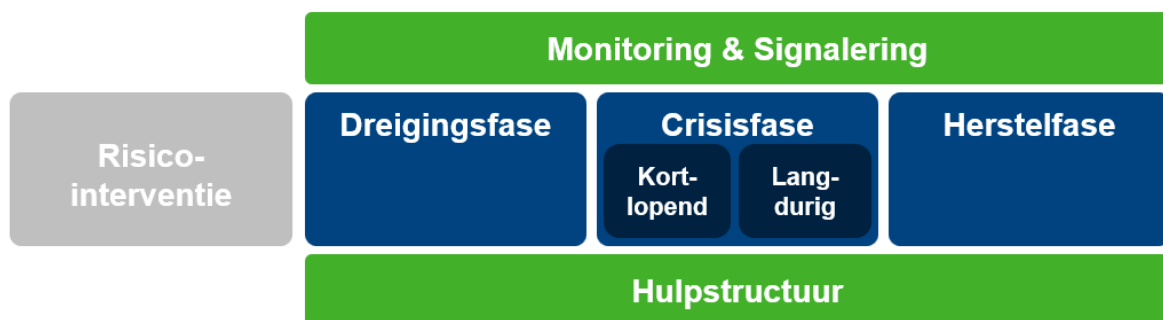 Monitoring & Signalering
Risico-
interventie
Dreigingsfase
Crisisfase
Kort-
lopend
Lang-
durig
Herstelfase
Hulpstructuur